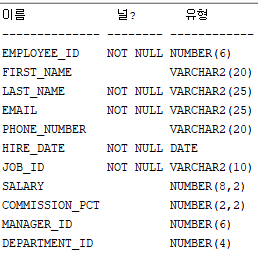 이름             널?       유형
-------------- -------- ------------
EMPLOYEE_ID    NOT NULL NUMBER(6)
FIRST_NAME              VARCHAR2(20)
LAST_NAME      NOT NULL VARCHAR2(25)
EMAIL          NOT NULL VARCHAR2(25)
PHONE_NUMBER            VARCHAR2(20)
HIRE_DATE      NOT NULL DATE
JOB_ID         NOT NULL VARCHAR2(10)
SALARY                  NUMBER(8,2)
COMMISSION_PCT          NUMBER(2,2)
MANAGER_ID              NUMBER(6)
DEPARTMENT_ID           NUMBER(4)